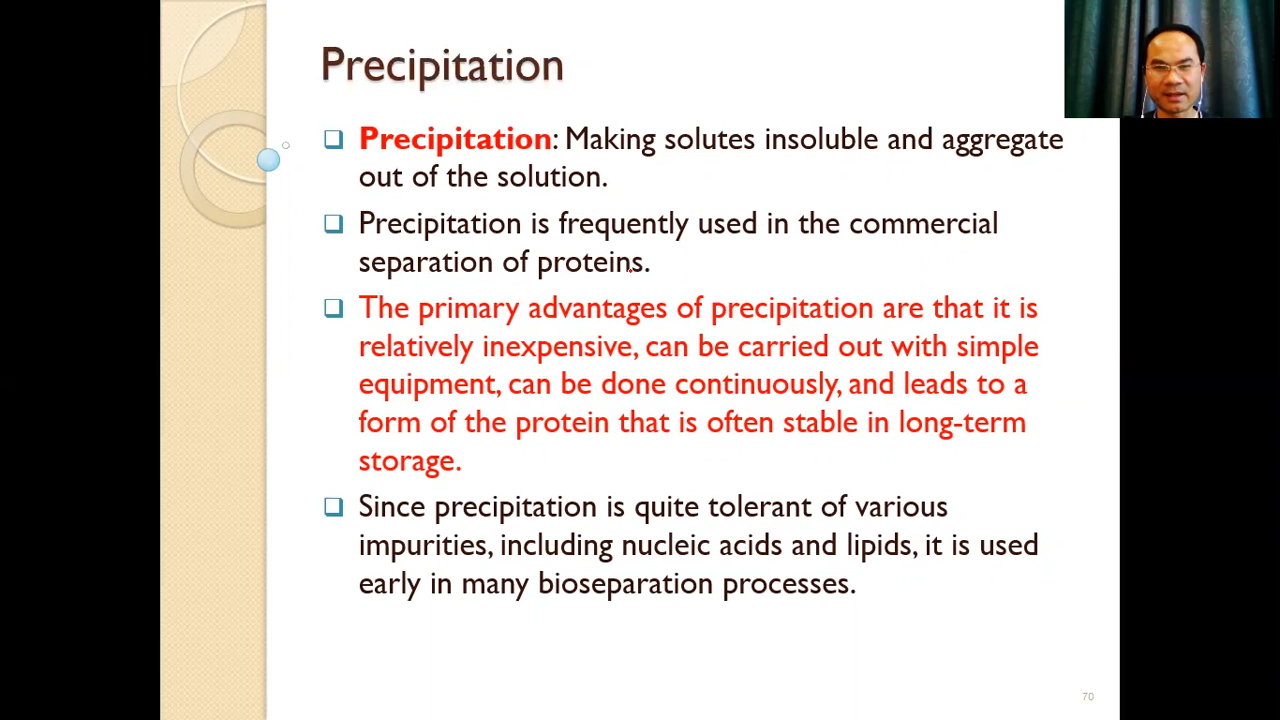 Precipitation
Precipitation: Making solutes insoluble and aggregate
out of the solution.
Precipitation is frequently used in the commercial
separation of proteins.
The primary advantages of precipitation are that it is
relatively inexpensive, can be carried out with simple
equipment, can be done continuously, and leads to a
form of the protein that is often stable in long-term
storage.
Since precipitation is quite tolerant of various
impurities, including nucleic acids and lipids, it is used
early in many bioseparation processes.
70